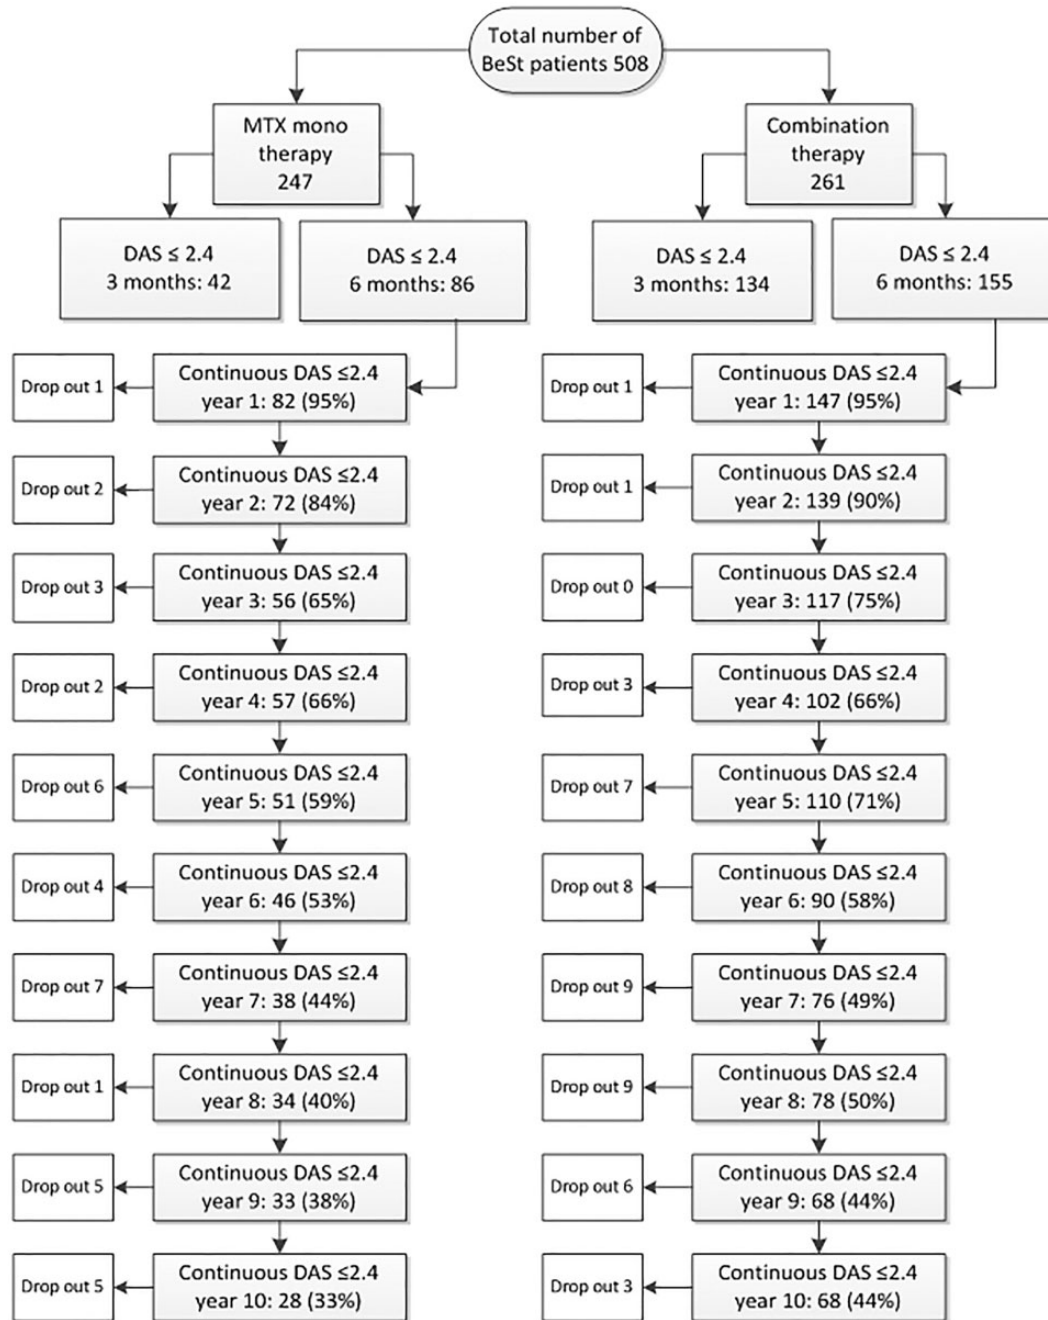 Total number of
BeSt patients 508
MTX mono
therapy
247
Combination
therapy
261
DAS ≤ 2.4
3 months: 42
DAS ≤ 2.4
6 months: 86
DAS ≤ 2.4
3 months: 134
DAS ≤ 2.4
6 months: 155
Drop out 1
Continuous DAS ≤2.4
year 1: 82 (95%)
Drop out 2
Continuous DAS ≤2.4
year 2: 72 (84%)
Drop out 3
Continuous DAS ≤2.4
year 3: 56 (65%)
Drop out 2
Continuous DAS ≤2.4
year 4: 57 (66%)
Drop out 6
Continuous DAS ≤2.4
year 5: 51 (59%)
Drop out 4
Continuous DAS ≤2.4
year 6: 46 (53%)
Drop out 7
Continuous DAS ≤2.4
year 7: 38 (44%)
Drop out 1
Continuous DAS ≤2.4
year 8: 34 (40%)
Drop out 5
Continuous DAS ≤2.4
year 9: 33 (38%)
Drop out 5
Continuous DAS ≤2.4
year 10: 28 (33%)
Drop out 1
Continuous DAS ≤2.4
year 1: 147 (95%)
Drop out 1
Continuous DAS ≤2.4
year 2: 139 (90%)
Drop out 0
Continuous DAS ≤2.4
year 3: 117 (75%)
Drop out 3
Continuous DAS ≤2.4
year 4: 102 (66%)
Drop out 7
Continuous DAS ≤2.4
year 5: 110 (71%)
Drop out 8
Continuous DAS ≤2.4
year 6: 90 (58%)
Drop out 9
Continuous DAS ≤2.4
year 7: 76 (49%)
Drop out 9
Continuous DAS ≤2.4
year 8: 78 (50%)
Drop out 6
Continuous DAS ≤2.4
year 9: 68 (44%)
Drop out 3
Continuous DAS ≤2.4
year 10: 68 (44%)